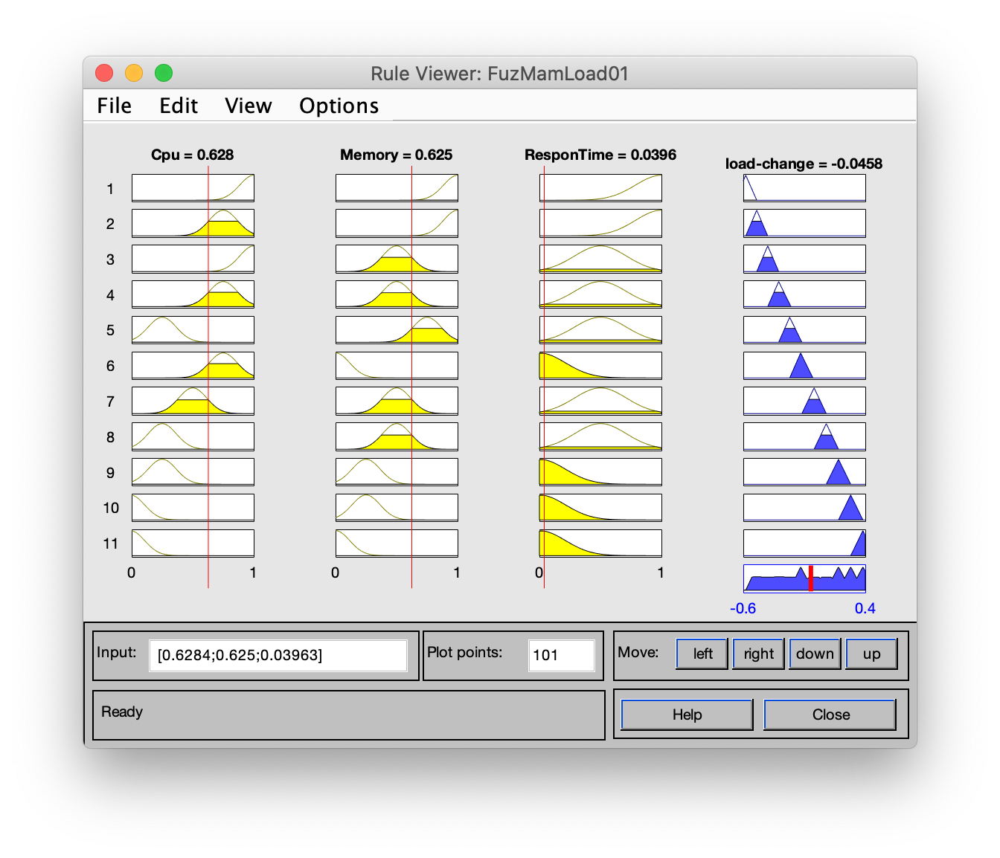 Rule Viewer: FuzMamLoad01
File Edit View Options
Cpu = 0.628 Memory = 0.625 ResponTime = 0.0396 load-change = -0.0458
1
2
3
4
5
6
7
8
9
10
11
0 1 0 1 0 1
-0.6 0.4
Input: [0.6284;0.625;0.03963] Plot points: 101 Move: left right down up
Ready Help Close